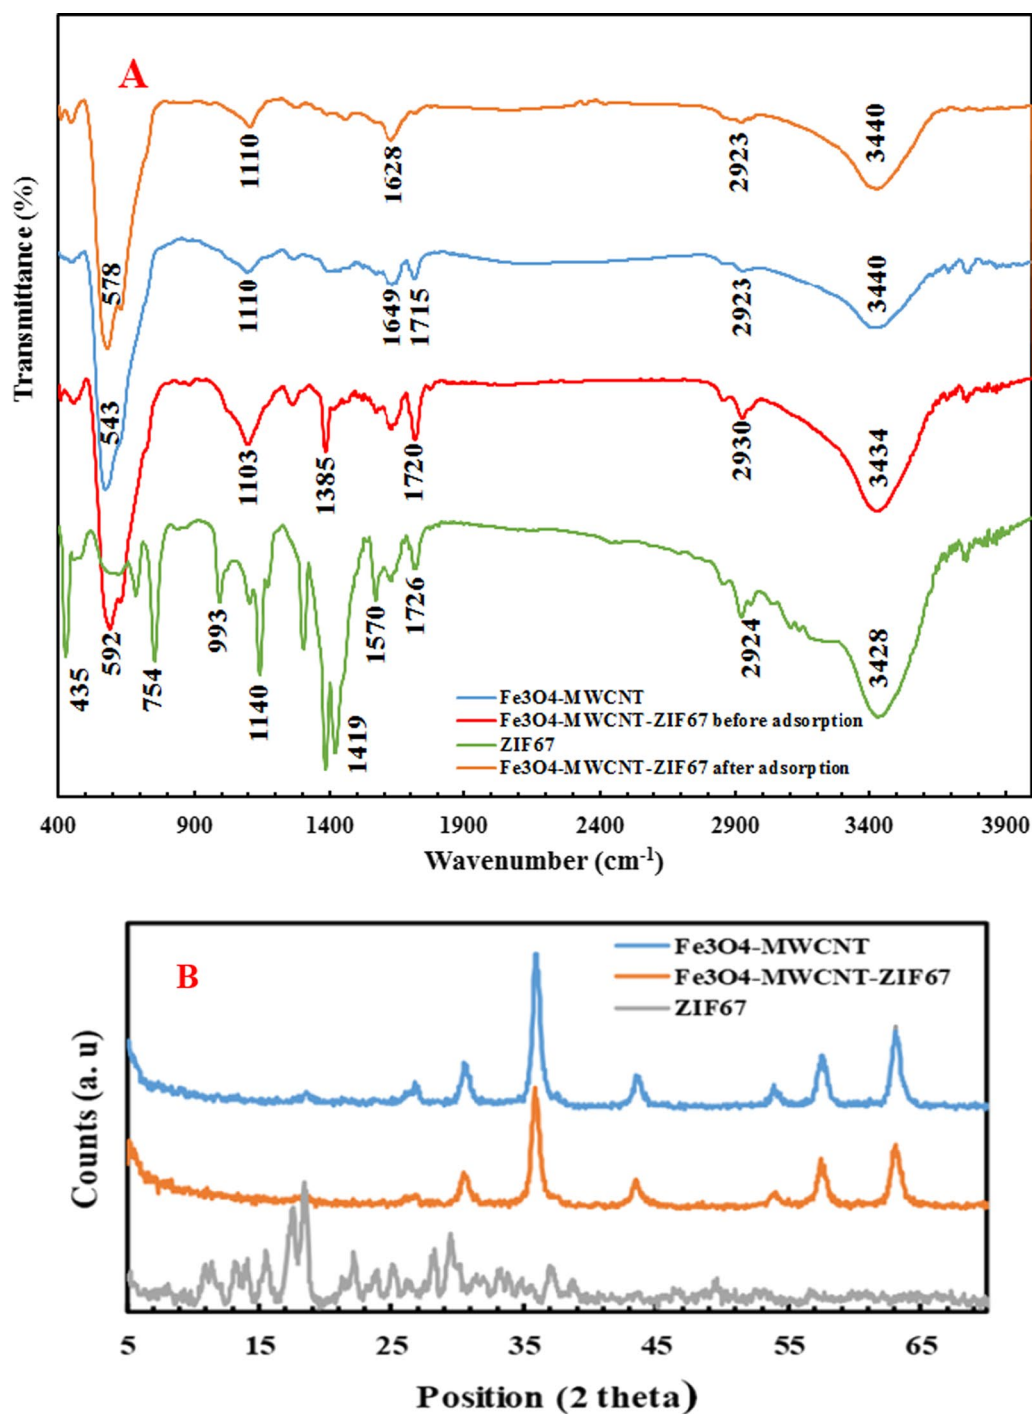 A
Transmittance (%)
578
1110
1628
2923
3440
543
1110
1649
1715
2923
3440
592
1103
1385
1720
2930
3434
435
754
993
1140
1419
1570
1726
2924
3428
Fe3O4-MWCNT
Fe3O4-MWCNT-ZIF67 before adsorption
ZIF67
Fe3O4-MWCNT-ZIF67 after adsorption
400 900 1400 1900 2400 2900 3400 3900
Wavenumber (cm⁻¹)
B
Fe3O4-MWCNT
Fe3O4-MWCNT-ZIF67
ZIF67
Counts (a. u)
5 15 25 35 45 55 65
Position (2 theta)